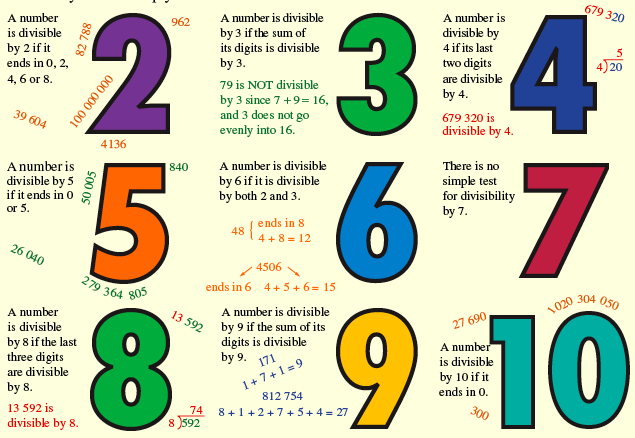 A number
is divisible
by 2 if it
ends in 0, 2,
4, 6 or 8.
82 788
962
39 604
100 000 000
4136
2
A number is divisible
by 3 if the sum of
its digits is divisible
by 3.
79 is NOT divisible
by 3 since 7 + 9 = 16,
and 3 does not go
evenly into 16.
3
A number is
divisible by
4 if its last
two digits
are divisible
by 4.
679 320 is
divisible by 4.
679 320
5
4)20
4
A number is
divisible by 5
if it ends in 0
or 5.
50 005
840
26 040
279 364 805
5
A number is divisible
by 6 if it is divisible
by both 2 and 3.
48 { ends in 8
4 + 8 = 12
4506
ends in 6 4 + 5 + 6 = 15
6
There is no
simple test
for divisibility
by 7.
7
A number
is divisible
by 8 if the last
three digits
are divisible
by 8.
13 592 is
divisible by 8.
13 592
74
8)592
8
A number is divisible
by 9 if the sum of its
digits is divisible
by 9.
171
1 + 7 + 1 = 9
812 754
8 + 1 + 2 + 7 + 5 + 4 = 27
9
27 690
1 020 304 050
A number
is divisible
by 10 if it
ends in 0.
300
10